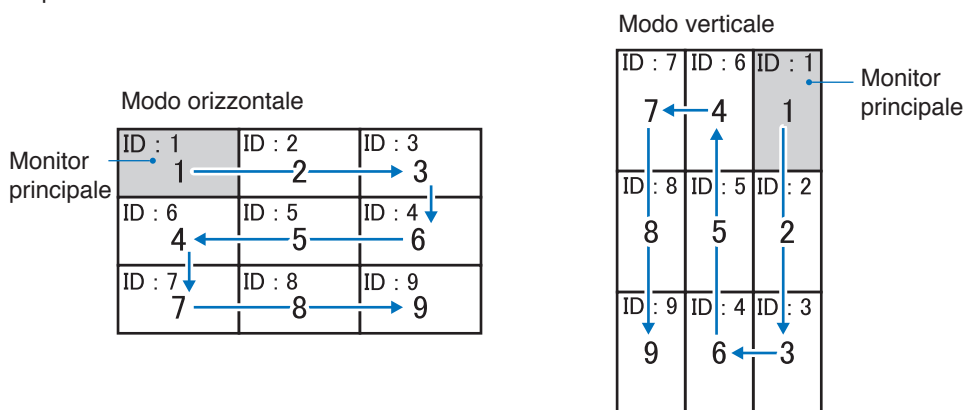 Modo orizzontale
Monitor
principale
ID : 1
1
ID : 2
2
ID : 3
3
ID : 6
4
ID : 5
5
ID : 4
6
ID : 7
7
ID : 8
8
ID : 9
9
Modo verticale
ID : 7
7
ID : 6
4
ID : 1
1
Monitor
principale
ID : 8
8
ID : 5
5
ID : 2
2
ID : 9
9
ID : 4
6
ID : 3
3